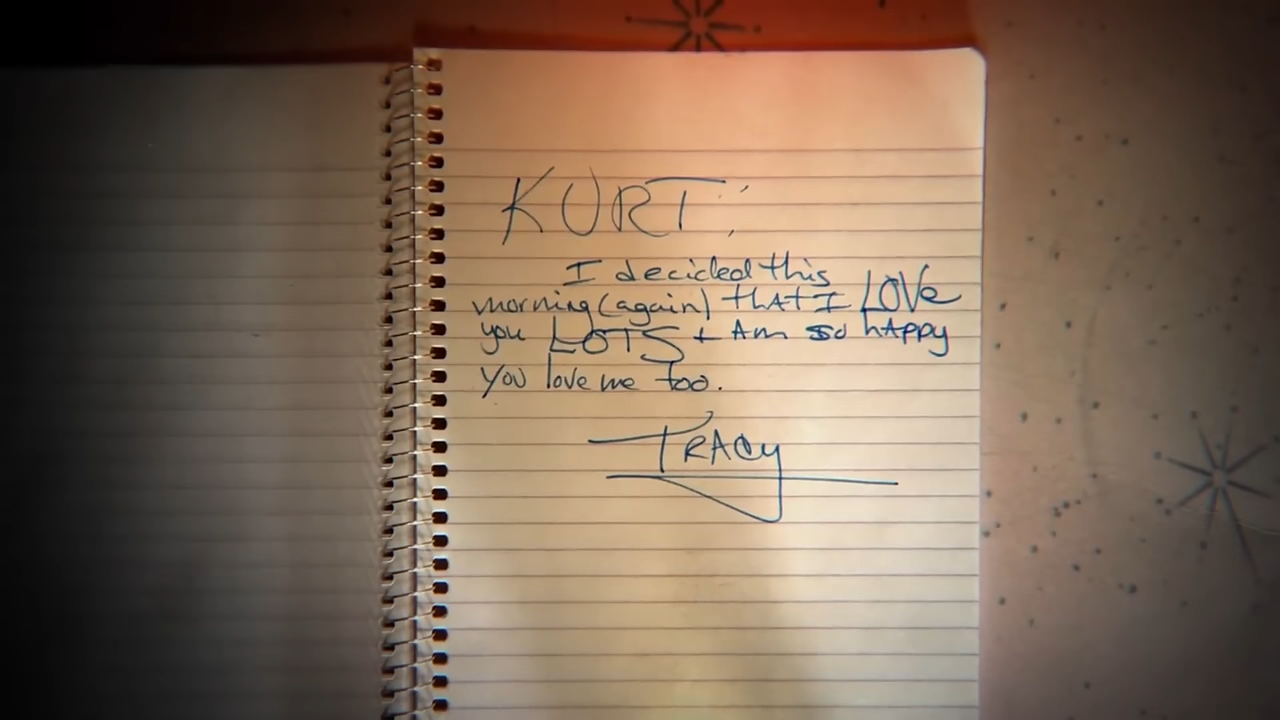 KURT:
I decided this
morning (again) thAt I LOVe
you LOTS + Am so hAppy
you love me too.
TRACy